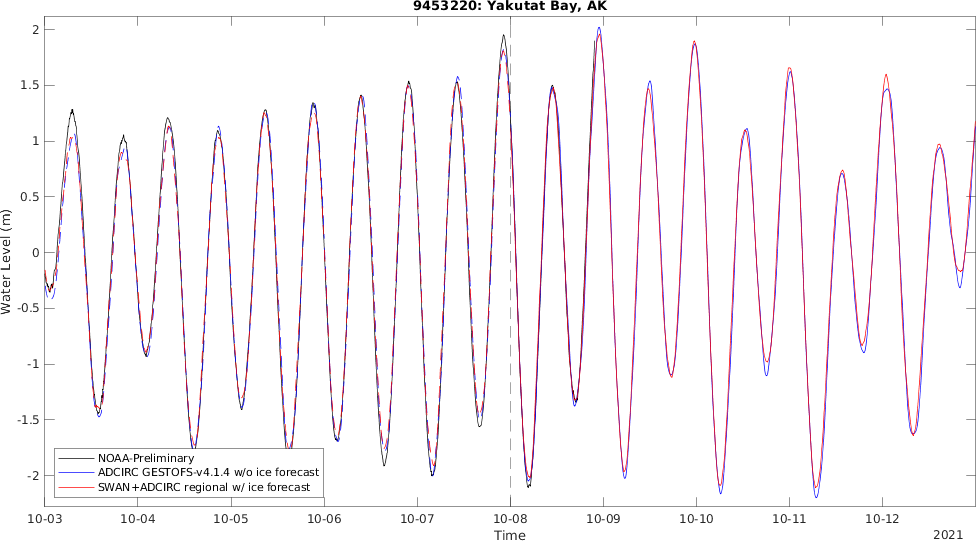 9453220: Yakutat Bay, AK
2
1.5
1
0.5
0
-0.5
-1
-1.5
-2
Water Level (m)
NOAA-Preliminary
ADCIRC GESTOFS-v4.1.4 w/o ice forecast
SWAN+ADCIRC regional w/ ice forecast
10-03 10-04 10-05 10-06 10-07 10-08 10-09 10-10 10-11 10-12
Time
2021